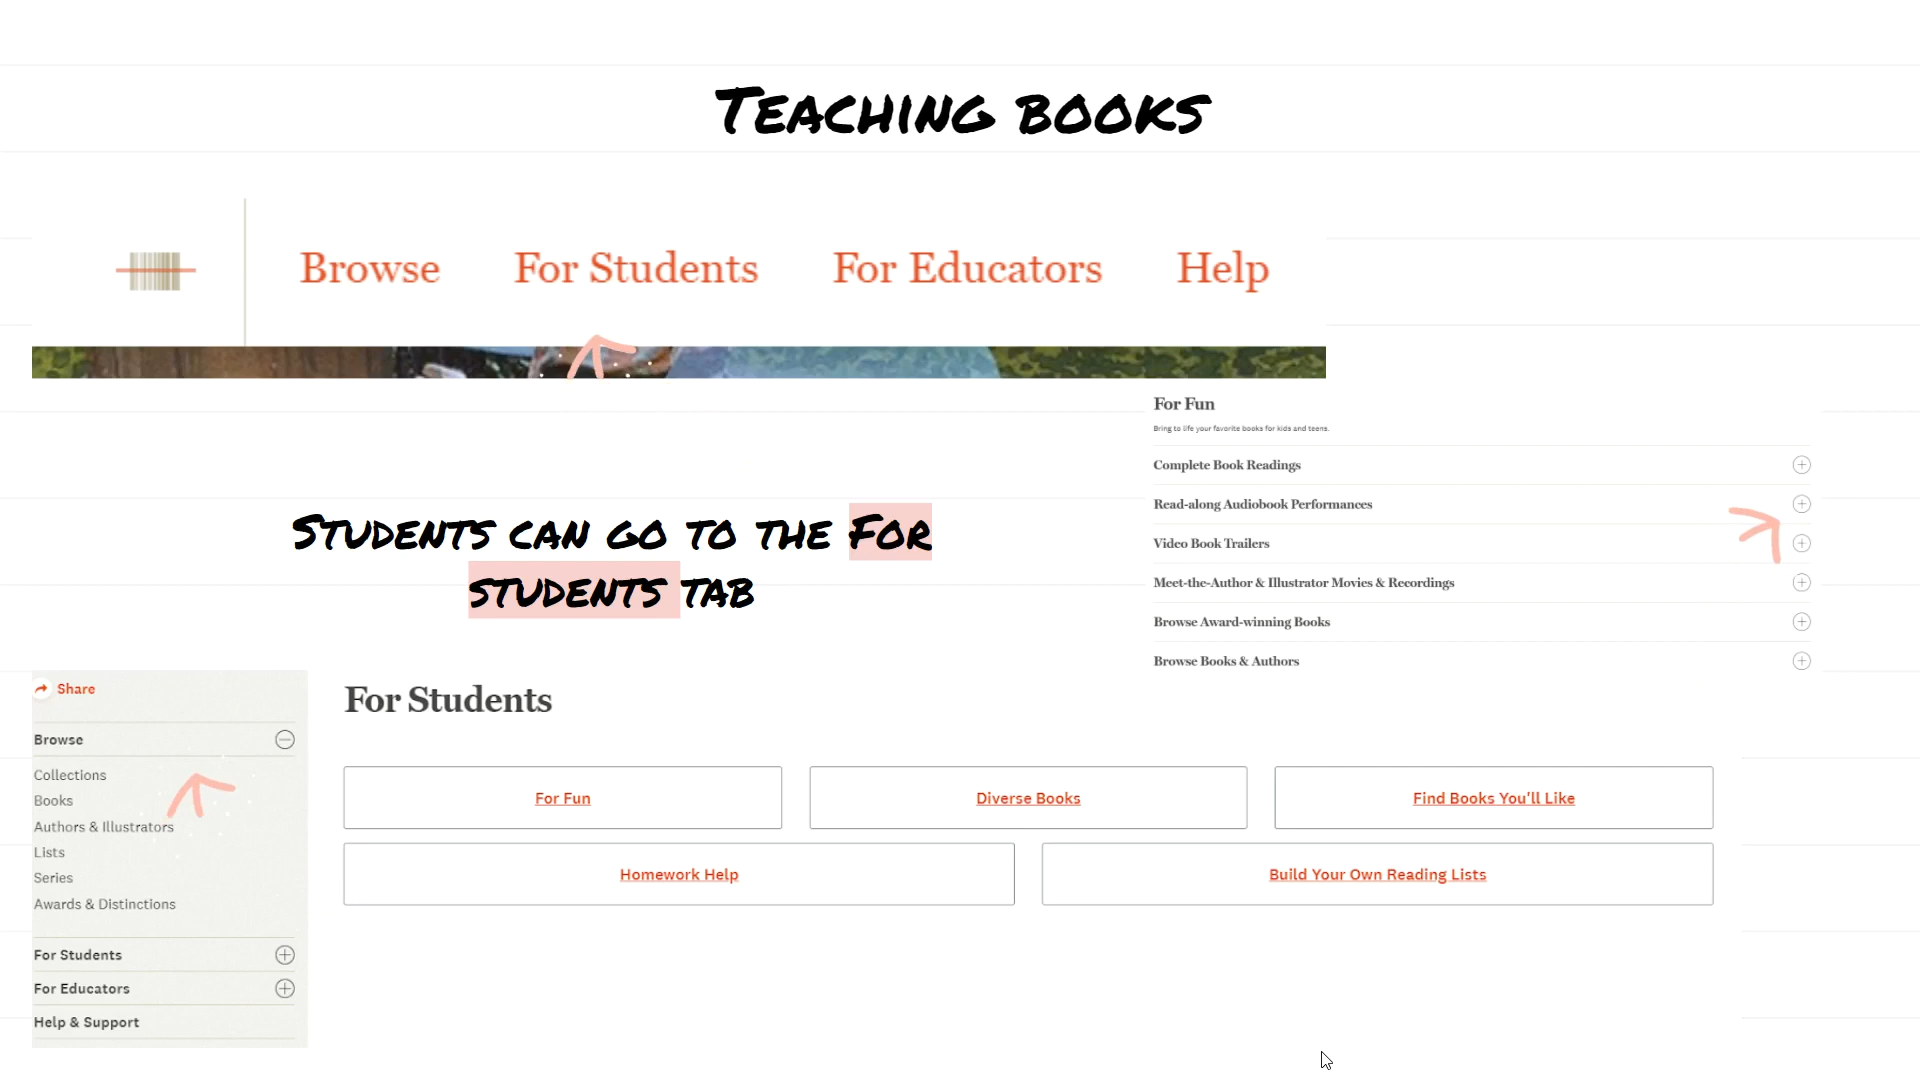 Teaching books
Browse For Students For Educators Help
For Fun
Bring to life your favorite books for kids and teens.
Complete Book Readings
Read-along Audiobook Performances
Video Book Trailers
Meet-the-Author & Illustrator Movies & Recordings
Browse Award-winning Books
Browse Books & Authors
Students can go to the For
students tab
Share
Browse
Collections
Books
Authors & Illustrators
Lists
Series
Awards & Distinctions
For Students
For Educators
Help & Support
For Students
For Fun Diverse Books Find Books You'll Like
Homework Help Build Your Own Reading Lists